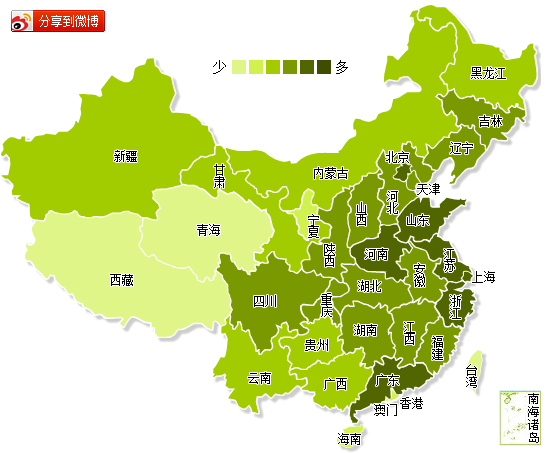 分享到微博
少
多
黑龙江
吉林
辽宁
新疆
甘肃
内蒙古
北京
天津
宁夏
山西
河北
山东
青海
陕西
河南
江苏
西藏
安徽
上海
四川
重庆
湖北
浙江
湖南
江西
福建
贵州
云南
广西
广东
台湾
香港
澳门
海南
南海诸岛